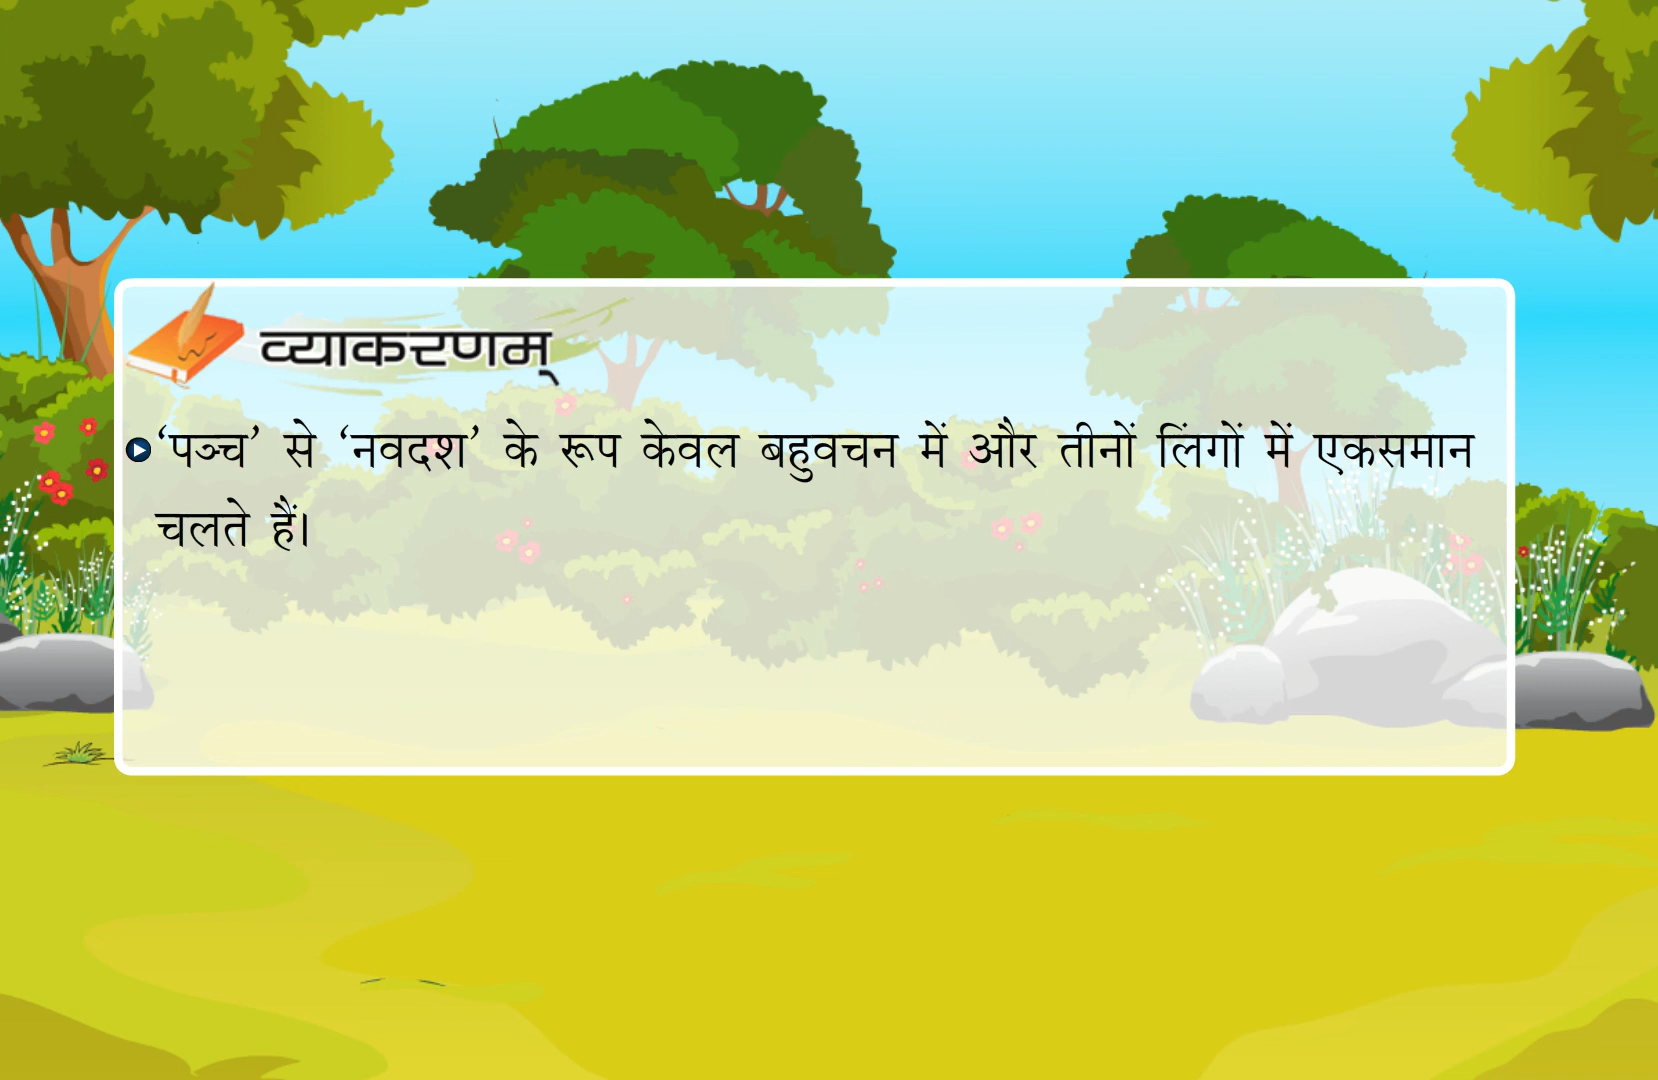 व्याकरणम्
‘पञ्च’ से ‘नवदश’ के रूप केवल बहुवचन में और तीनों लिंगों में एकसमान
चलते हैं।